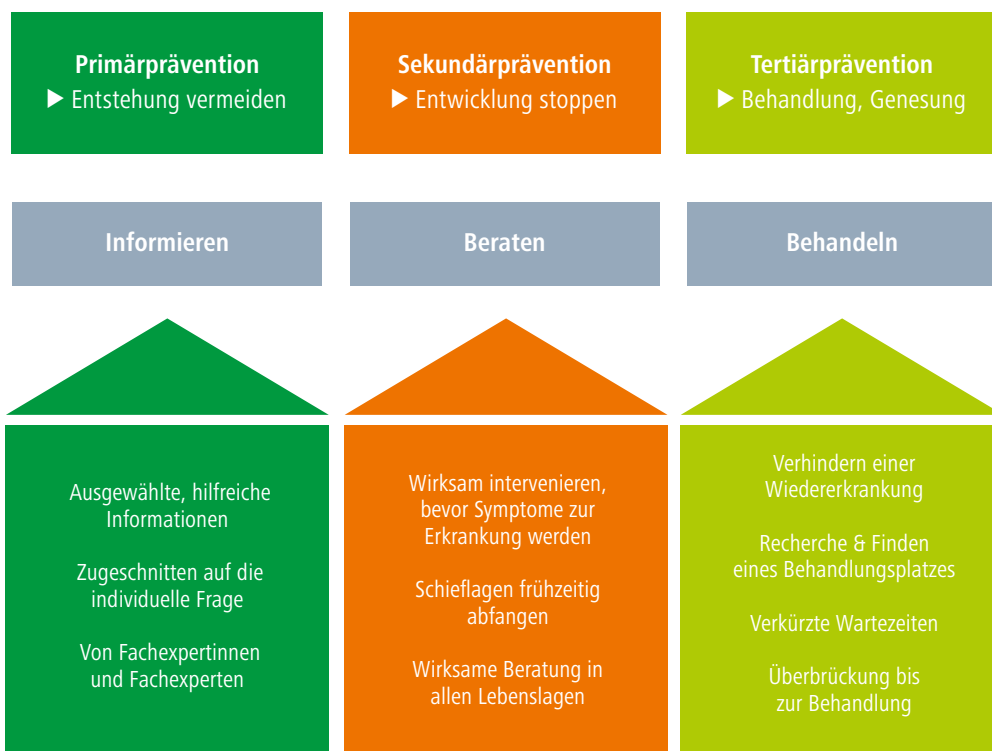 Primärprävention
▶ Entstehung vermeiden
Sekundärprävention
▶ Entwicklung stoppen
Tertiärprävention
▶ Behandlung, Genesung
Informieren
Beraten
Behandeln
Ausgewählte, hilfreiche
Informationen
Zugeschnitten auf die
individuelle Frage
Von Fachexpertinnen
und Fachexperten
Wirksam intervenieren,
bevor Symptome zur
Erkrankung werden
Schieflagen frühzeitig
abfangen
Wirksame Beratung in
allen Lebenslagen
Verhindern einer
Wiedererkrankung
Recherche & Finden
eines Behandlungsplatzes
Verkürzte Wartezeiten
Überbrückung bis
zur Behandlung